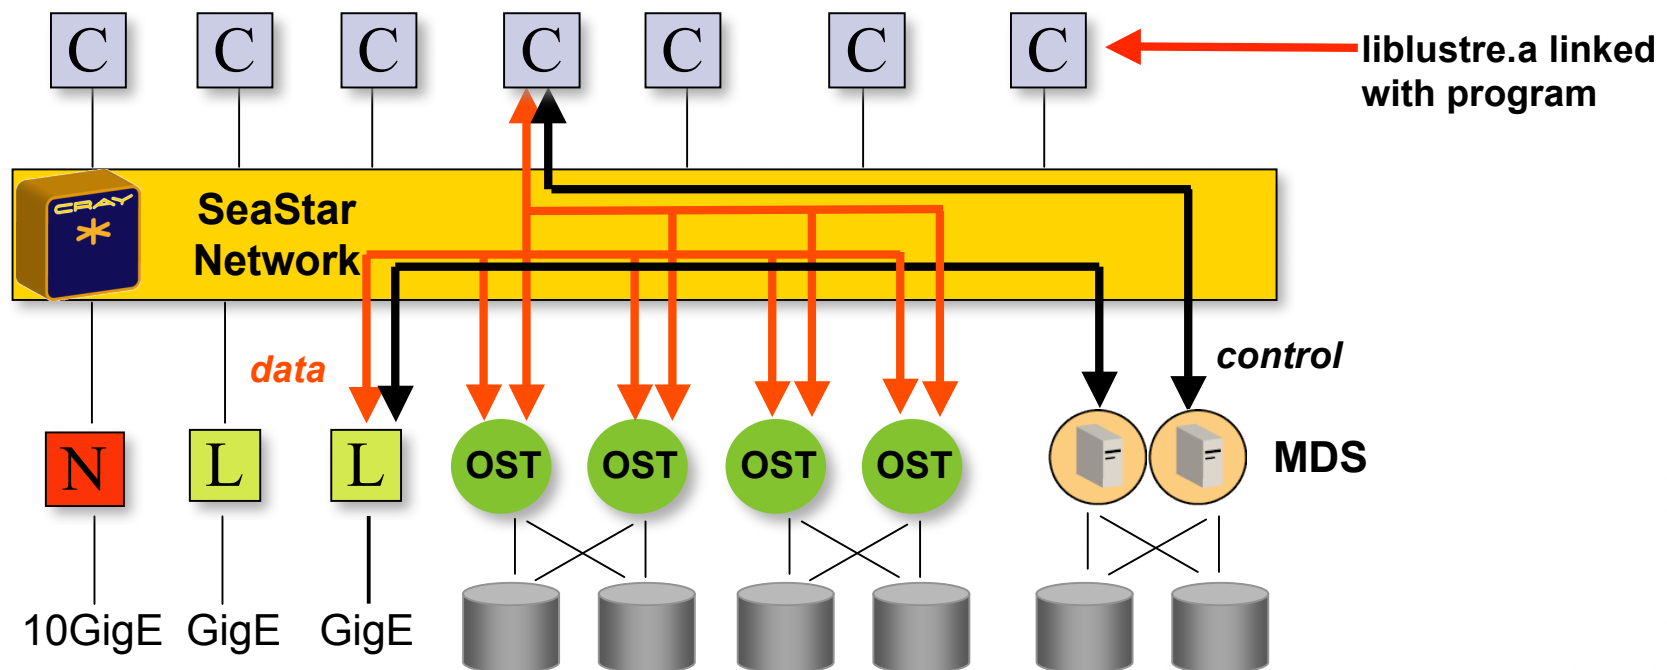 C C C C C C C
liblustre.a linked
with program
CRAY
SeaStar
Network
data
control
N L L OST OST OST OST MDS
10GigE GigE GigE